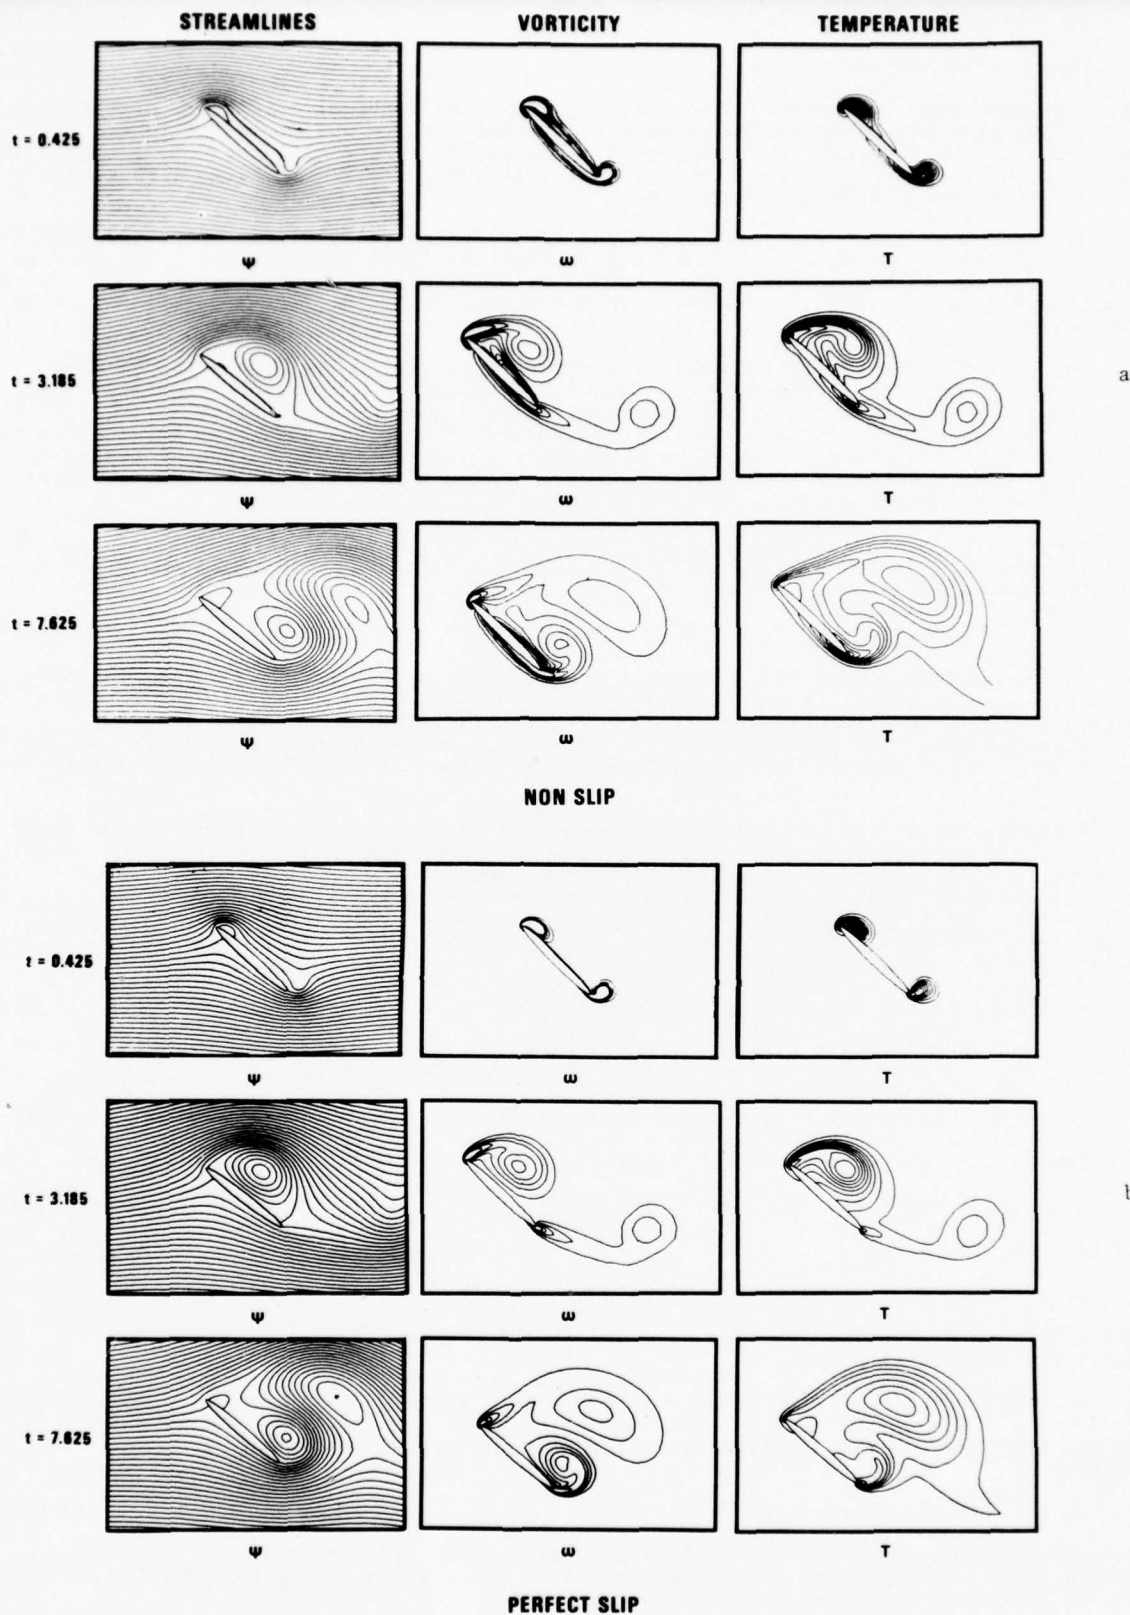 STREAMLINES VORTICITY TEMPERATURE
t = 0.425
Ψ ω T
t = 3.185
a
Ψ ω T
t = 7.625
Ψ ω T
NON SLIP
t = 0.425
Ψ ω T
t = 3.185
b
Ψ ω T
t = 7.625
Ψ ω T
PERFECT SLIP